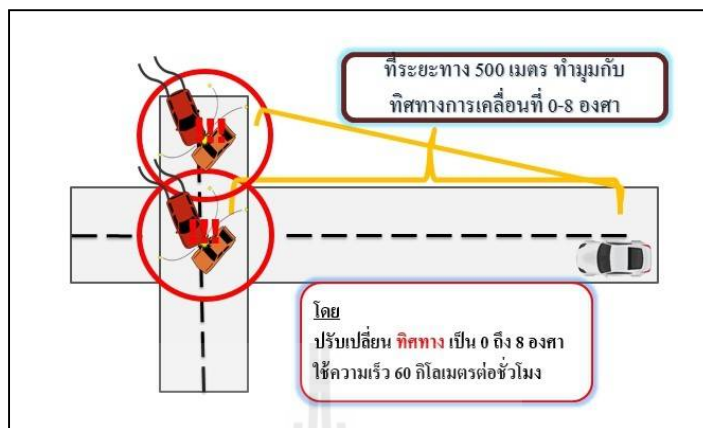 ที่ระยะทาง 500 เมตร ทำมุมกับ
ทิศทางการเคลื่อนที่ 0-8 องศา
!!!
!!!
โดย
ปรับเปลี่ยน ทิศทาง เป็น 0 ถึง 8 องศา
ใช้ความเร็ว 60 กิโลเมตรต่อชั่วโมง